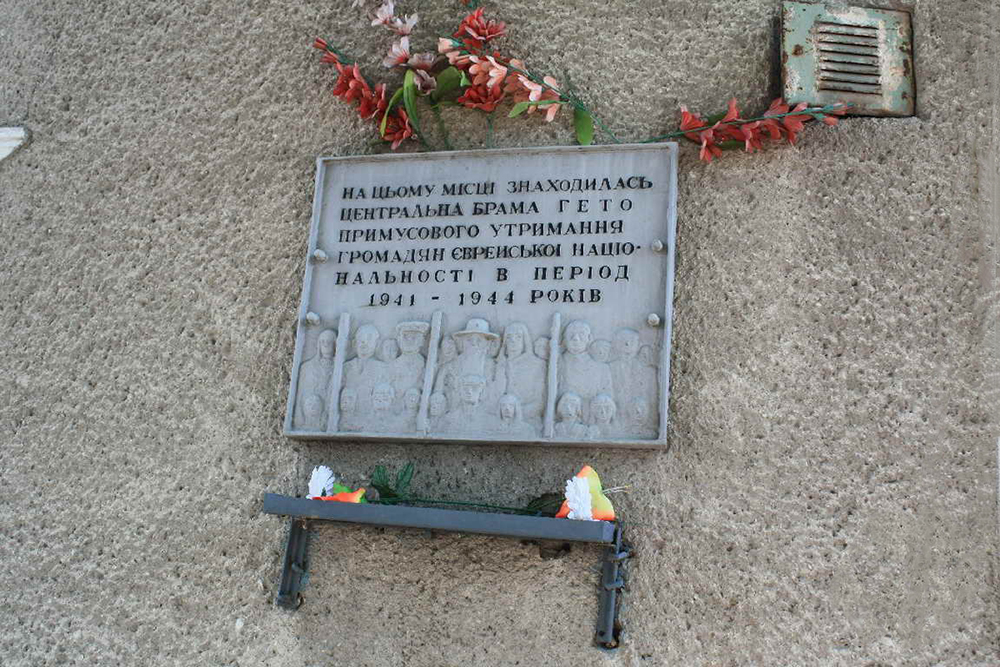 НА ЦЬОМУ МІСЦІ ЗНАХОДИЛАСЬ
ЦЕНТРАЛЬНА БРАМА ГЕТО
ПРИМУСОВОГО УТРИМАННЯ
ГРОМАДЯН ЄВРЕЙСЬКОЇ НАЦІО-
НАЛЬНОСТІ В ПЕРІОД
1941 - 1944 РОКІВ